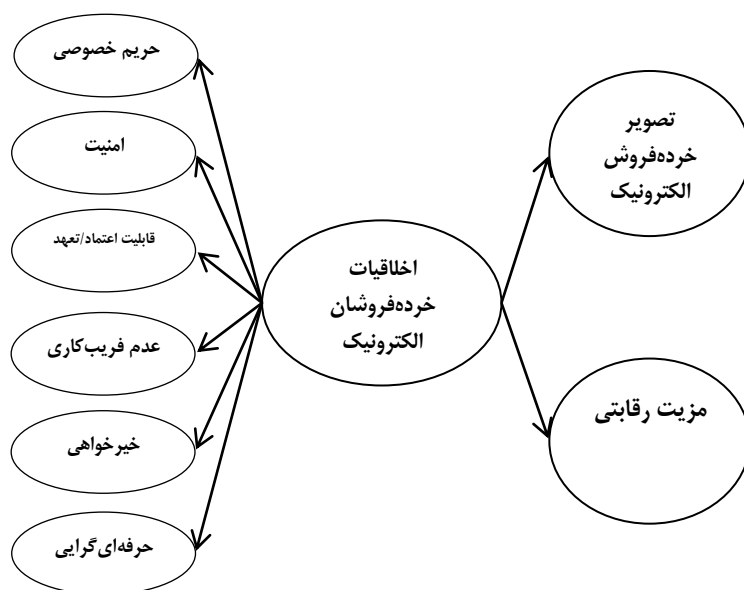 حریم خصوصی
امنیت
قابلیت اعتماد/تعهد
عدم فریب‌کاری
خیرخواهی
حرفه‌ای‌گرایی
اخلاقیات
خرده‌فروشان
الکترونیک
تصویر
خرده‌فروش
الکترونیک
مزیت رقابتی